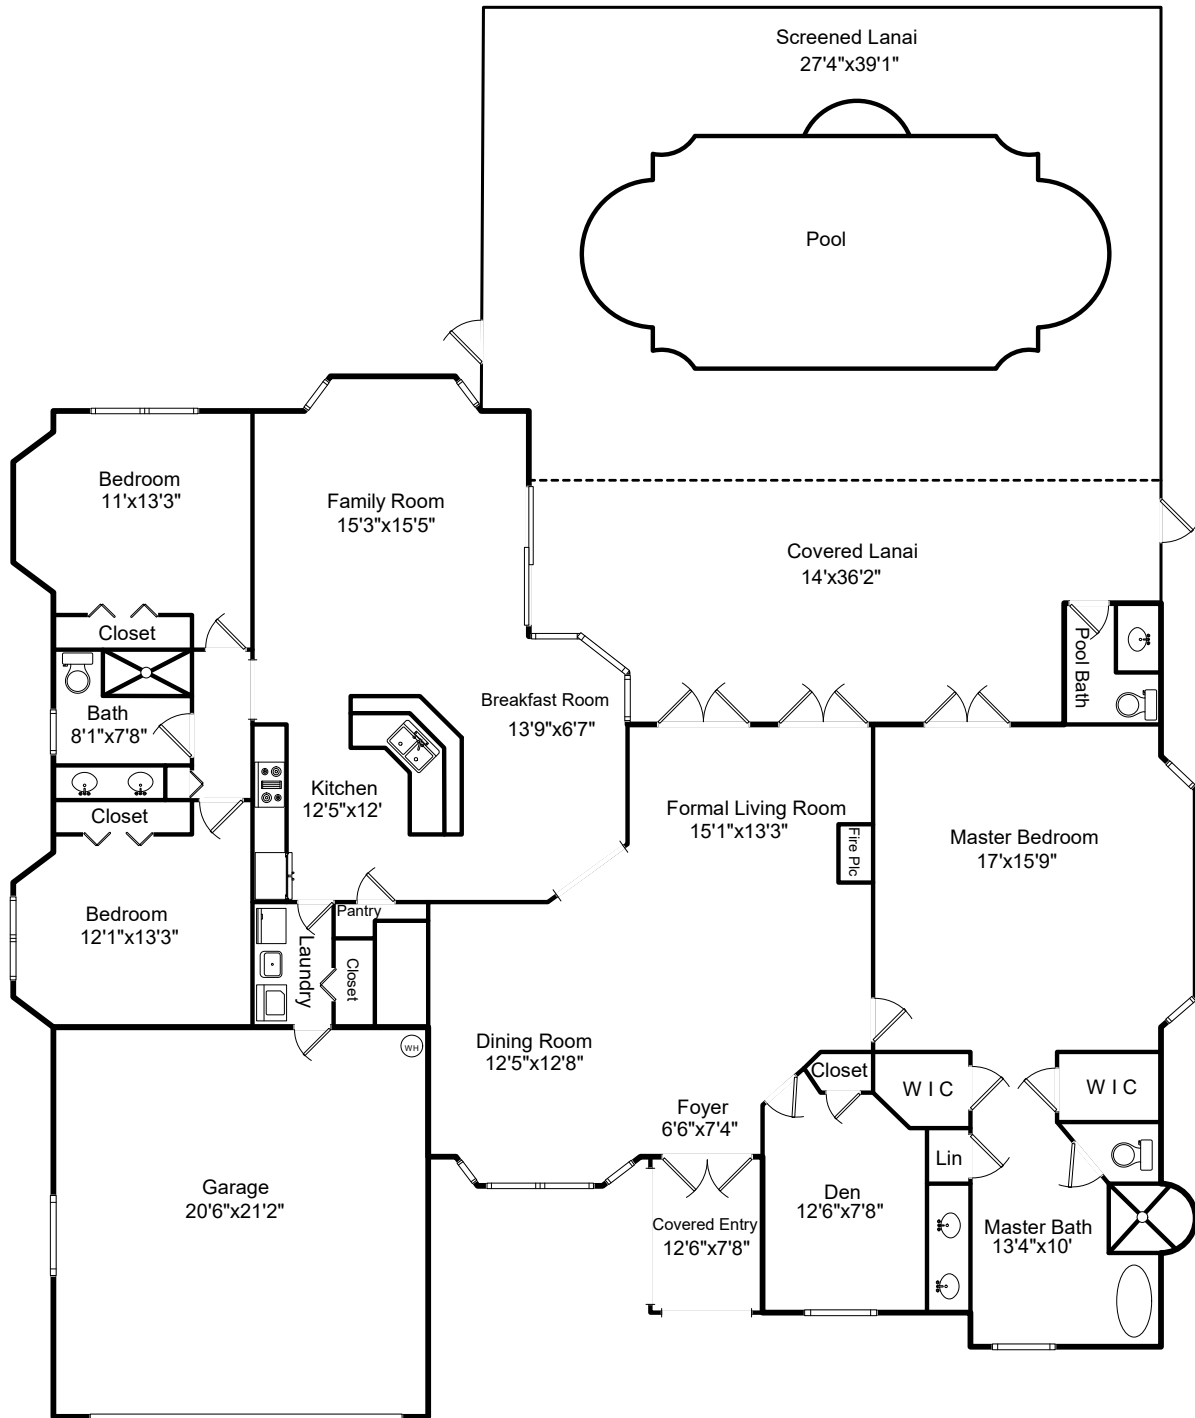 Screened Lanai
27'4"x39'1"
Pool
Bedroom
11'x13'3"
Family Room
15'3"x15'5"
Covered Lanai
14'x36'2"
Closet
Pool Bath
Bath
8'1"x7'8"
Breakfast Room
13'9"x6'7"
Kitchen
12'5"x12'
Closet
Formal Living Room
15'1"x13'3"
Fire Plc
Master Bedroom
17'x15'9"
Bedroom
12'1"x13'3"
Pantry
Laundry
Closet
WH
Dining Room
12'5"x12'8"
Closet
W I C
W I C
Foyer
6'6"x7'4"
Lin
Garage
20'6"x21'2"
Den
12'6"x7'8"
Covered Entry
12'6"x7'8"
Master Bath
13'4"x10'